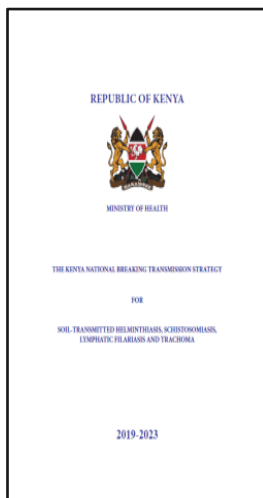 REPUBLIC OF KENYA
HARAMBEE
MINISTRY OF HEALTH
THE KENYA NATIONAL BREAKING TRANSMISSION STRATEGY
FOR
SOIL-TRANSMITTED HELMINTHIASIS, SCHISTOSOMIASIS,
LYMPHATIC FILARIASIS AND TRACHOMA
2019-2023